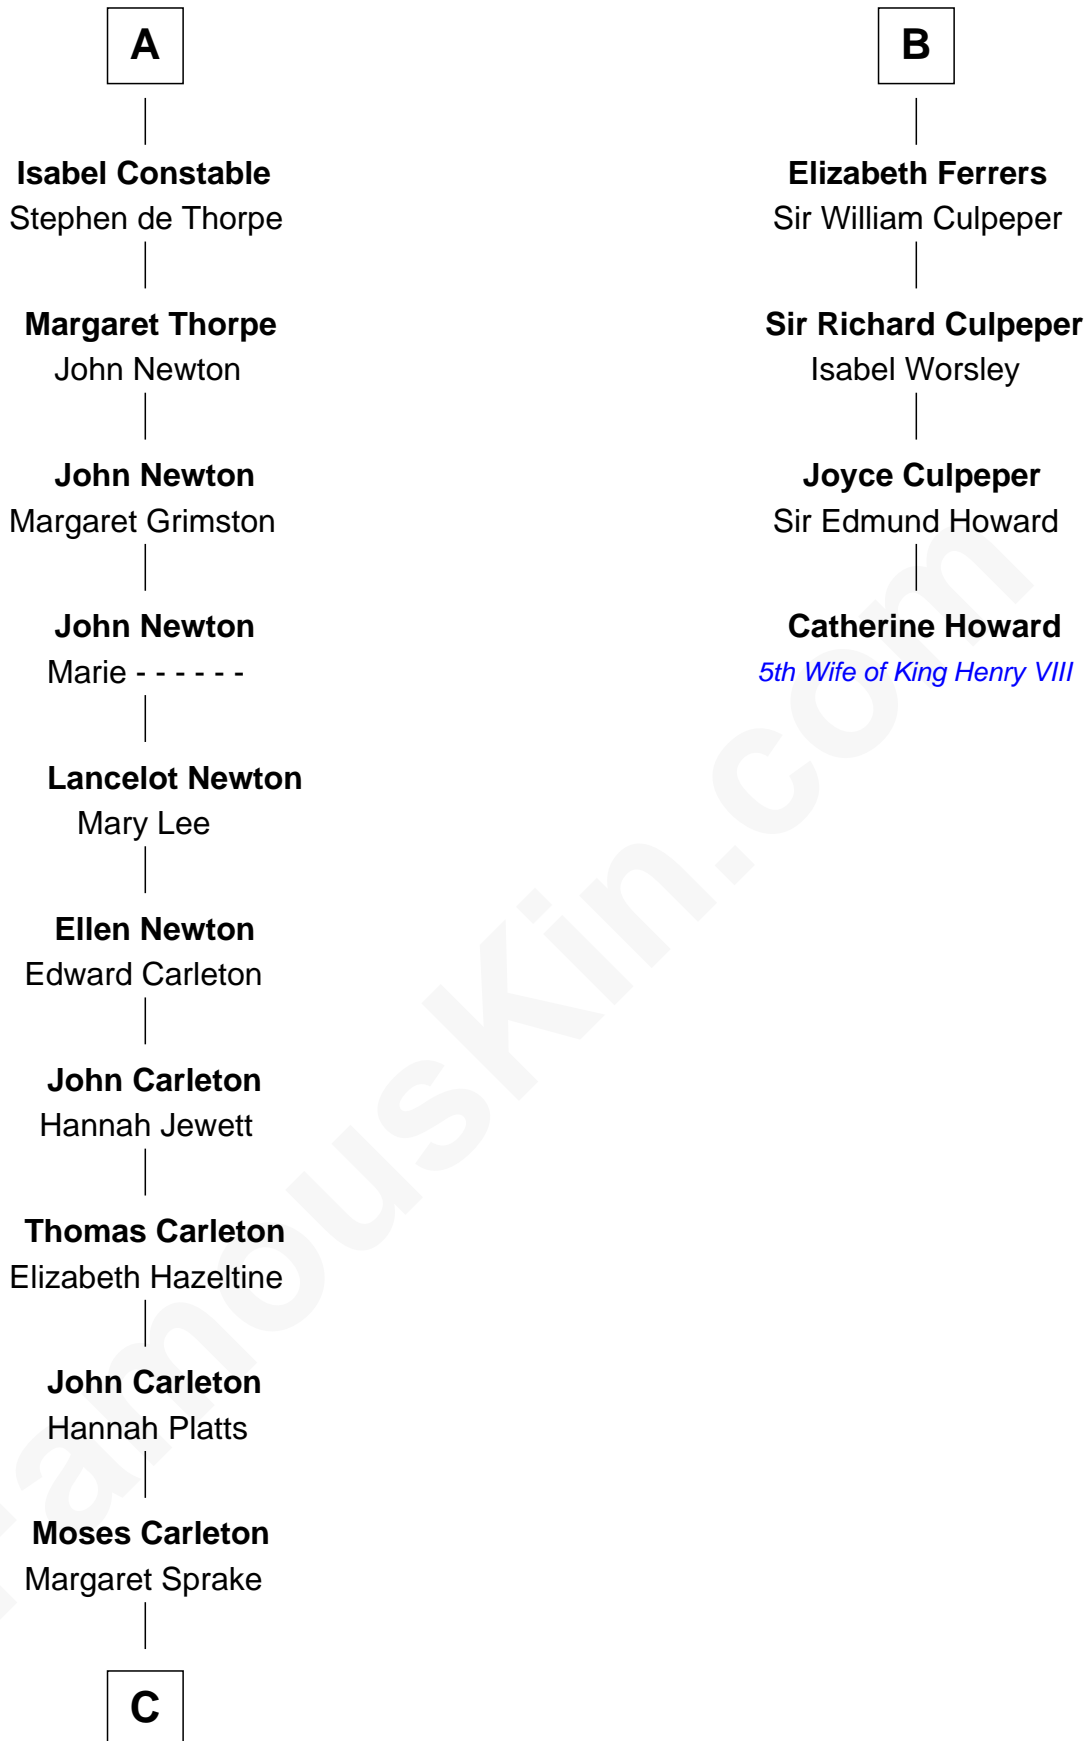 A
Isabel Constable
Stephen de Thorpe
Margaret Thorpe
John Newton
John Newton
Margaret Grimston
John Newton
Marie - - - - - -
Lancelot Newton
Mary Lee
Ellen Newton
Edward Carleton
John Carleton
Hannah Jewett
Thomas Carleton
Elizabeth Hazeltine
John Carleton
Hannah Platts
Moses Carleton
Margaret Sprake
C
B
Elizabeth Ferrers
Sir William Culpeper
Sir Richard Culpeper
Isabel Worsley
Joyce Culpeper
Sir Edmund Howard
Catherine Howard
5th Wife of King Henry VIII
FamousKin.com